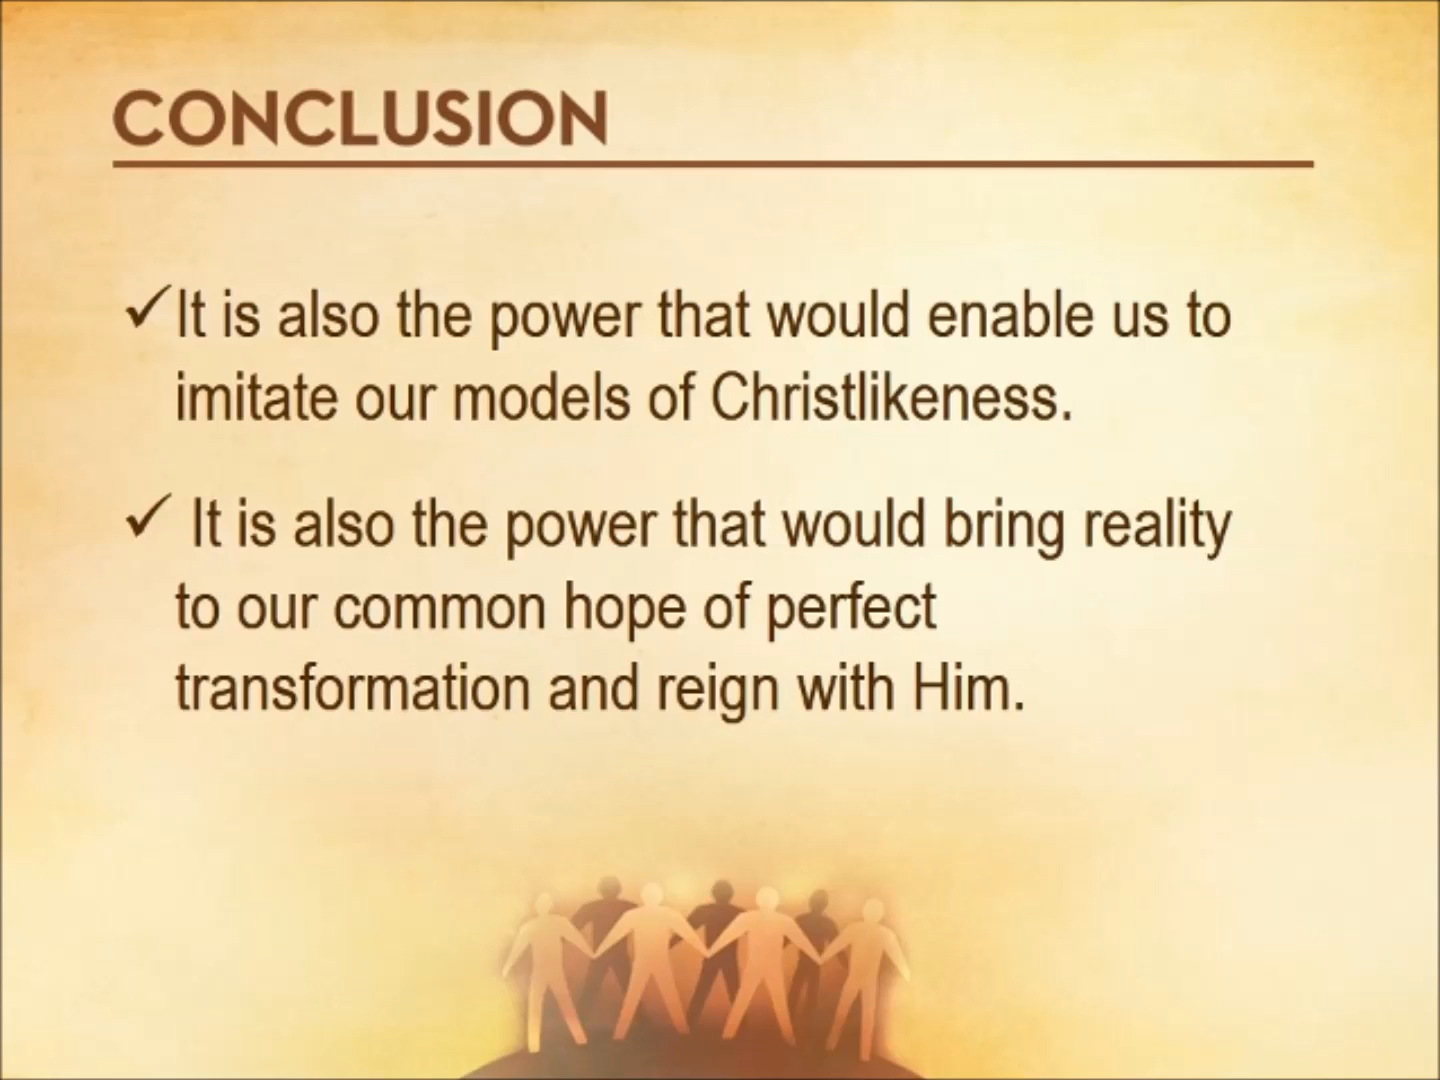 CONCLUSION
✓It is also the power that would enable us to
imitate our models of Christlikeness.
✓ It is also the power that would bring reality
to our common hope of perfect
transformation and reign with Him.